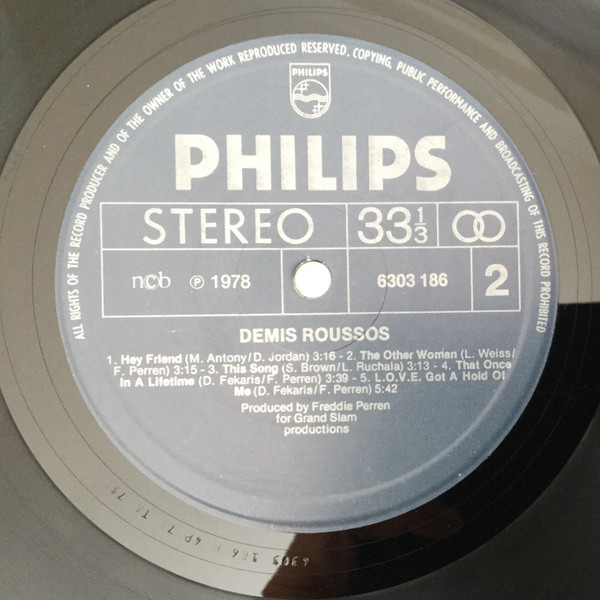 ALL RIGHTS OF THE RECORD PRODUCER AND OF THE OWNER OF THE WORK REPRODUCED RESERVED. COPYING, PUBLIC PERFORMANCE AND BROADCASTING OF THIS RECORD PROHIBITED
PHILIPS
PHILIPS
STEREO 33 1/3
ncb ℗ 1978 6303 186 2
DEMIS ROUSSOS
1. Hey Friend (M. Antony/D. Jordan) 3:16 - 2. The Other Woman (L. Weiss/
F. Perren) 3:15 - 3. This Song (S. Brown/L. Ruchala) 3:13 - 4. That Once
In A Lifetime (D. Fekaris/F. Perren) 3:39 - 5. L.O.V.E. Got A Hold Of
Me (D. Fekaris/F. Perren) 5:42
Produced by Freddie Perren
for Grand Slam
productions